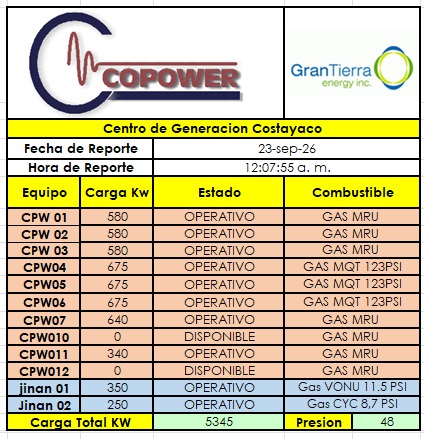 COPOWER
GranTierra
energy inc.
Centro de Generacion Costayaco
Fecha de Reporte 23-sep-26
Hora de Reporte 12:07:55 a. m.
Equipo Carga Kw Estado Combustible
CPW 01 580 OPERATIVO GAS MRU
CPW 02 580 OPERATIVO GAS MRU
CPW 03 580 OPERATIVO GAS MRU
CPW04 675 OPERATIVO GAS MQT 123PSI
CPW05 675 OPERATIVO GAS MQT 123PSI
CPW06 675 OPERATIVO GAS MQT 123PSI
CPW07 640 OPERATIVO GAS MRU
CPW010 0 DISPONIBLE GAS MRU
CPW011 340 OPERATIVO GAS MRU
CPW012 0 DISPONIBLE GAS MRU
jinan 01 350 OPERATIVO Gas VONU 11.5 PSI
Jinan 02 250 OPERATIVO Gas CYC 8,7 PSI
Carga Total KW 5345 Presion 48